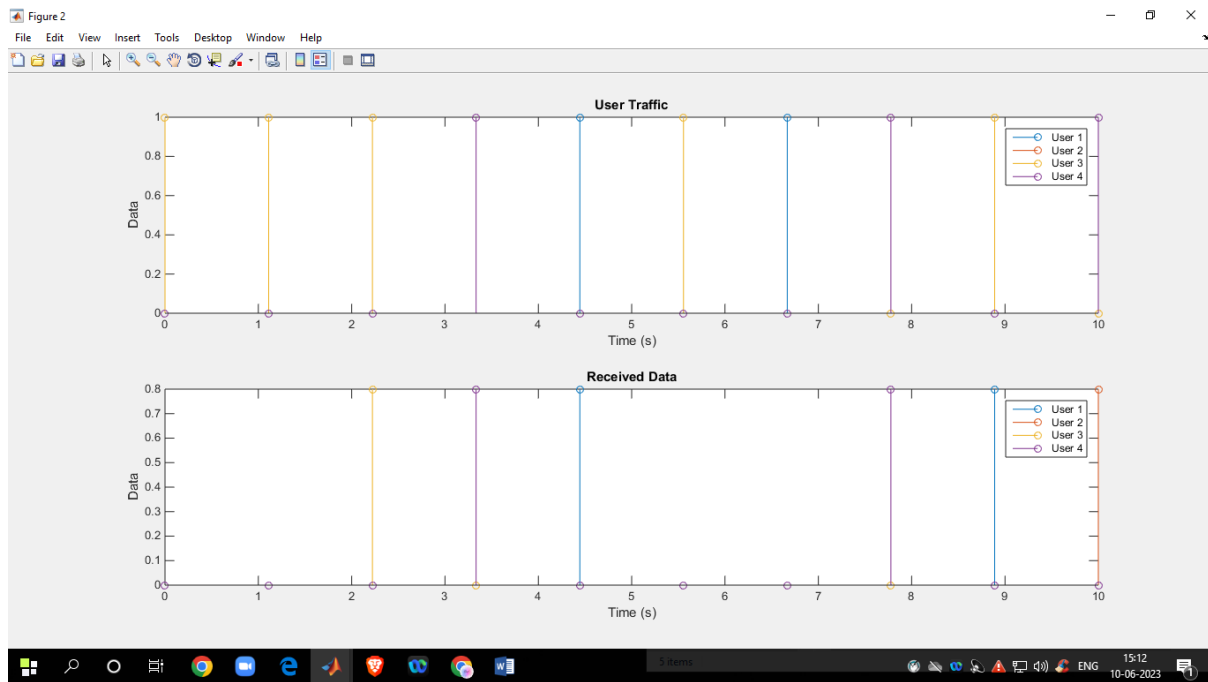 Figure 2
File Edit View Insert Tools Desktop Window Help
User Traffic
1
0.8
0.6
0.4
0.2
0
Data
0 1 2 3 4 5 6 7 8 9 10
Time (s)
User 1
User 2
User 3
User 4
Received Data
0.8
0.7
0.6
0.5
0.4
0.3
0.2
0.1
0
Data
0 1 2 3 4 5 6 7 8 9 10
Time (s)
User 1
User 2
User 3
User 4
5 items
ENG
15:12
10-06-2023
1